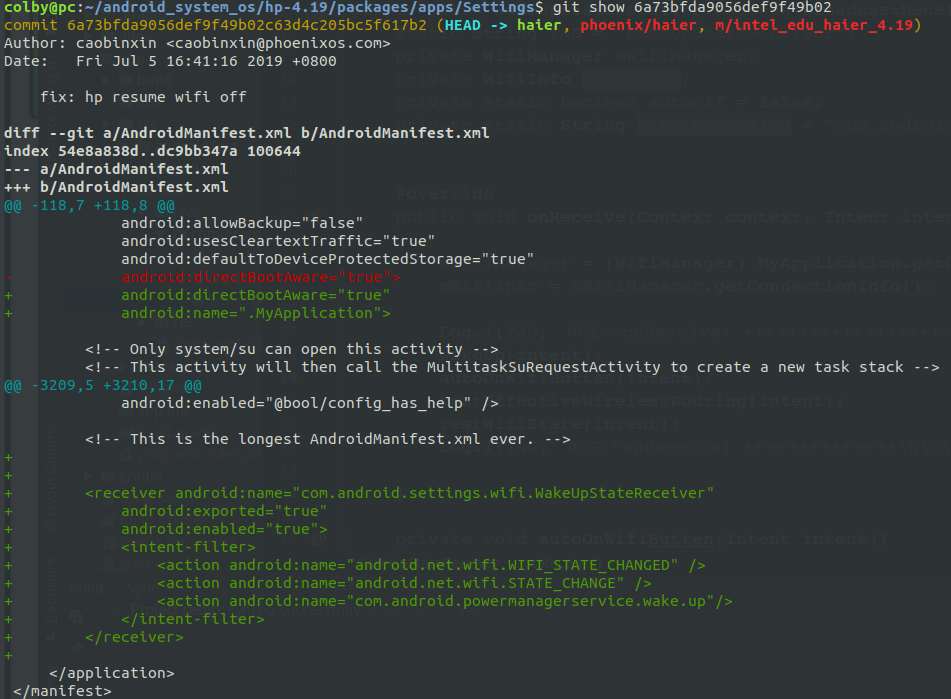 colby@pc:~/android_system_os/hp-4.19/packages/apps/Settings$ git show 6a73bfda9056def9f49b02
commit 6a73bfda9056def9f49b02c63d4c205bc5f617b2 (HEAD -> haier, phoenix/haier, m/intel_edu_haier_4.19)
Author: caobinxin <caobinxin@phoenixos.com>
Date:   Fri Jul 5 16:41:16 2019 +0800

    fix: hp resume wifi off

diff --git a/AndroidManifest.xml b/AndroidManifest.xml
index 54e8a838d..dc9bb347a 100644
--- a/AndroidManifest.xml
+++ b/AndroidManifest.xml
@@ -118,7 +118,8 @@
             android:allowBackup="false"
             android:usesCleartextTraffic="true"
             android:defaultToDeviceProtectedStorage="true"
-            android:directBootAware="true">
+            android:directBootAware="true"
+            android:name=".MyApplication">

         <!-- Only system/su can open this activity -->
         <!-- This activity will then call the MultitaskSuRequestActivity to create a new task stack -->
@@ -3209,5 +3210,17 @@
             android:enabled="@bool/config_has_help" />

         <!-- This is the longest AndroidManifest.xml ever. -->
+
+
+        <receiver android:name="com.android.settings.wifi.WakeUpStateReceiver"
+            android:exported="true"
+            android:enabled="true">
+            <intent-filter>
+                <action android:name="android.net.wifi.WIFI_STATE_CHANGED" />
+                <action android:name="android.net.wifi.STATE_CHANGE" />
+                <action android:name="com.android.powermanagerservice.wake.up"/>
+            </intent-filter>
+        </receiver>
+
     </application>
 </manifest>